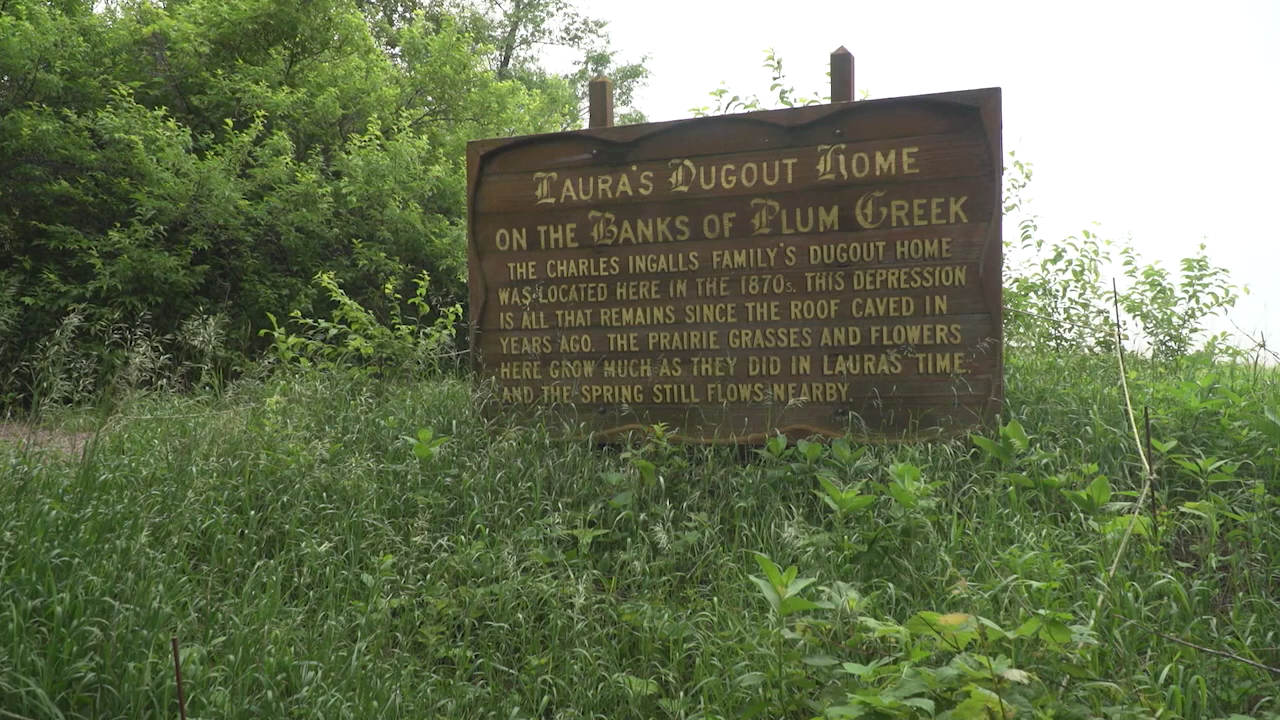 LAURA'S DUGOUT HOME
ON THE BANKS OF PLUM CREEK
THE CHARLES INGALLS FAMILY'S DUGOUT HOME
WAS LOCATED HERE IN THE 1870s. THIS DEPRESSION
IS ALL THAT REMAINS SINCE THE ROOF CAVED IN
YEARS AGO. THE PRAIRIE GRASSES AND FLOWERS
HERE GROW MUCH AS THEY DID IN LAURA'S TIME.
AND THE SPRING STILL FLOWS NEARBY.